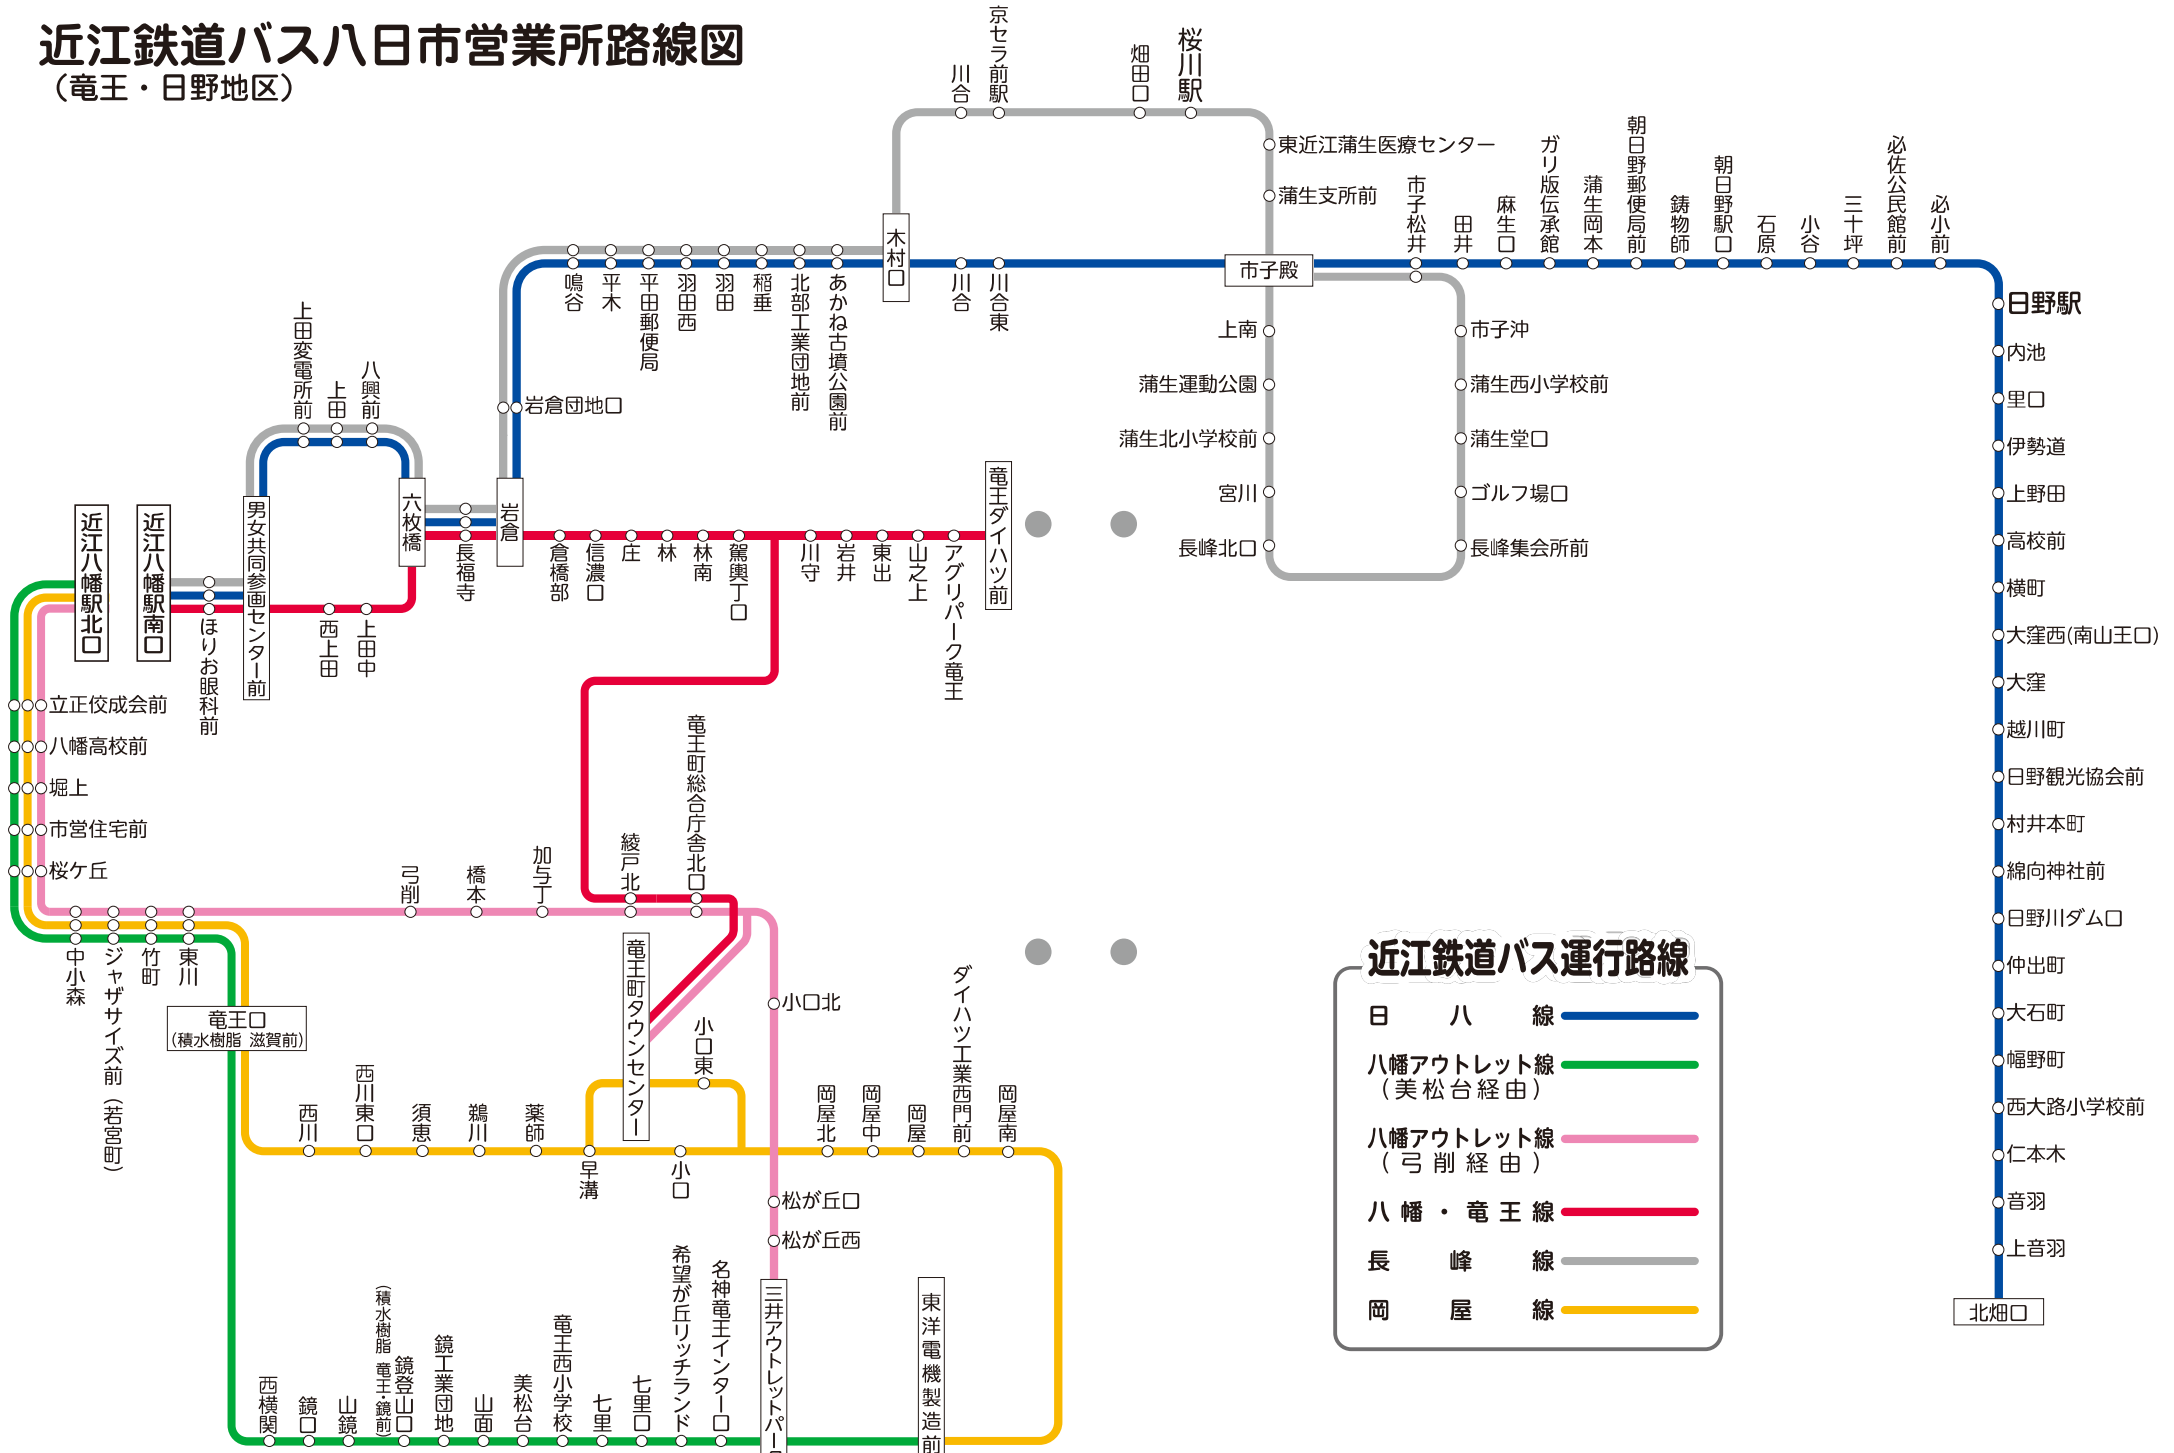 近江鉄道バス八日市営業所路線図
（竜王・日野地区）
川合
京セラ前駅
畑田口
桜川駅
東近江蒲生医療センター
蒲生支所前
木村口
市子殿
市子松井
田井
麻生口
ガリ版伝承館
蒲生岡本
朝日野郵便局前
鋳物師
朝日野駅口
石原
小谷
三十坪
必佐公民館前
必小前
鳴谷
平木
平田郵便局
羽田西
羽田
稲垂
北部工業団地前
あかね古墳公園前
川合
川合東
岩倉団地口
上田変電所前
上田
八興前
上南
蒲生運動公園
蒲生北小学校前
宮川
長峰北口
市子沖
蒲生西小学校前
蒲生堂口
ゴルフ場口
長峰集会所前
日野駅
内池
里口
伊勢道
上野田
高校前
横町
大窪西(南山王口)
大窪
越川町
日野観光協会前
村井本町
綿向神社前
日野川ダム口
仲出町
大石町
幅野町
西大路小学校前
仁本木
音羽
上音羽
北畑口
近江八幡駅北口
近江八幡駅南口
ほりお眼科前
男女共同参画センター前
西上田
上田中
六枚橋
長福寺
岩倉
倉橋部
信濃口
庄
林
林南
駕輿丁口
川守
岩井
東出
山之上
アグリパーク竜王
竜王ダイハツ前
立正佼成会前
八幡高校前
堀上
市営住宅前
桜ケ丘
中小森
ジャザサイズ前（若宮町）
竹町
東川
弓削
橋本
加与丁
綾戸北
竜王町総合庁舎北口
竜王町タウンセンター
小口北
竜王口
（積水樹脂 滋賀前）
西川
西川東口
須恵
鵜川
薬師
早溝
小口東
小口
岡屋北
岡屋中
岡屋
ダイハツ工業西門前
岡屋南
松が丘口
松が丘西
西横関
鏡口
山鏡
鏡登山口
（積水樹脂 竜王・鏡前）
鏡工業団地
山面
美松台
竜王西小学校
七里
七里口
希望が丘リッチランド
名神竜王インター口
三井アウトレットパー
東洋電機製造前
近江鉄道バス運行路線
日八線
八幡アウトレット線
（美松台経由）
八幡アウトレット線
（弓削経由）
八幡・竜王線
長峰線
岡屋線